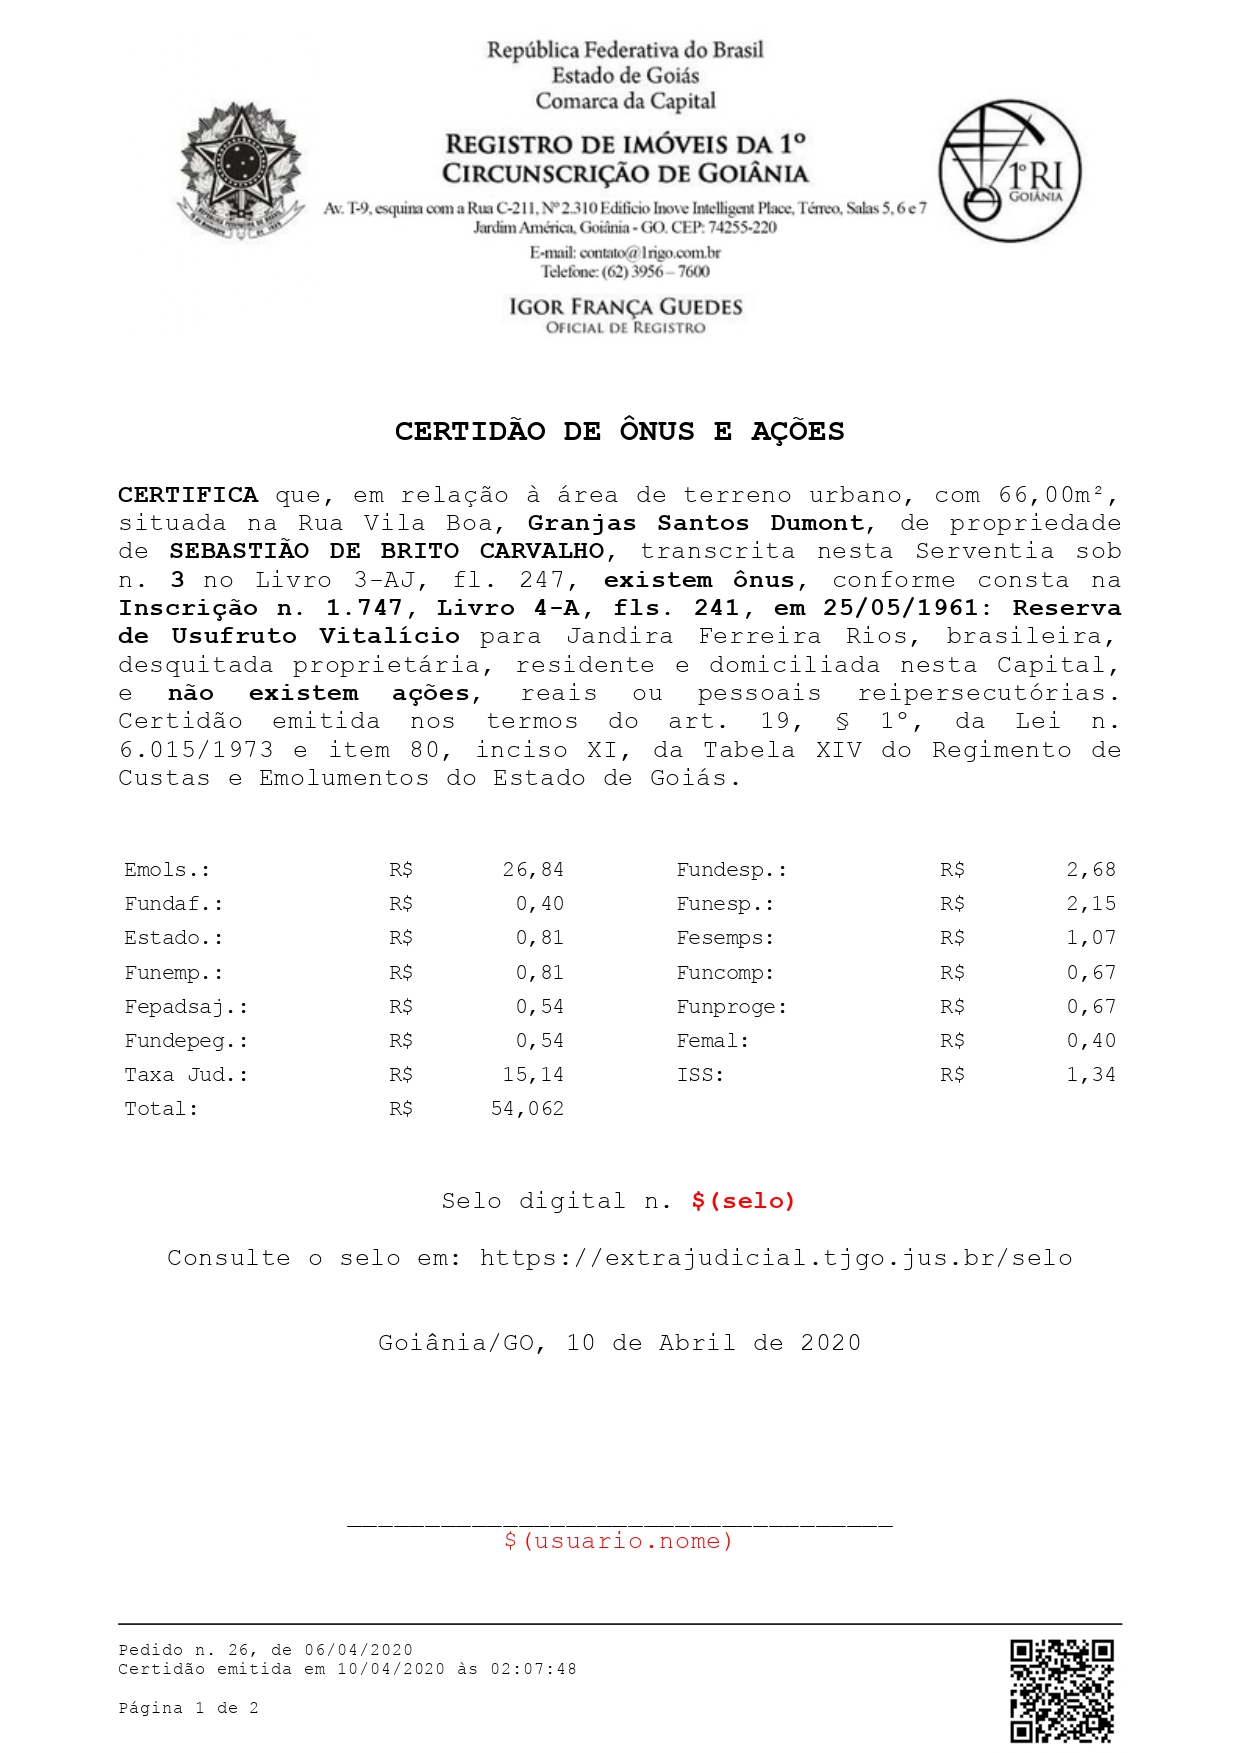 República Federativa do Brasil
Estado de Goiás
Comarca da Capital
REGISTRO DE IMÓVEIS DA 1º
CIRCUNSCRIÇÃO DE GOIÂNIA
Av. T-9, esquina com a Rua C-211, Nº 2.310 Edificio Inove Intelligent Place, Térreo, Salas 5, 6 e 7
Jardim América, Goiânia - GO. CEP: 74255-220
E-mail: contato@1rigo.com.br
Telefone: (62) 3956 – 7600
IGOR FRANÇA GUEDES
OFICIAL DE REGISTRO
1º RI
GOIÂNIA
CERTIDÃO DE ÔNUS E AÇÕES
CERTIFICA que, em relação à área de terreno urbano, com 66,00m²,
situada na Rua Vila Boa, Granjas Santos Dumont, de propriedade
de SEBASTIÃO DE BRITO CARVALHO, transcrita nesta Serventia sob
n. 3 no Livro 3-AJ, fl. 247, existem ônus, conforme consta na
Inscrição n. 1.747, Livro 4-A, fls. 241, em 25/05/1961: Reserva
de Usufruto Vitalício para Jandira Ferreira Rios, brasileira,
desquitada proprietária, residente e domiciliada nesta Capital,
e não existem ações, reais ou pessoais reipersecutórias.
Certidão emitida nos termos do art. 19, § 1º, da Lei n.
6.015/1973 e item 80, inciso XI, da Tabela XIV do Regimento de
Custas e Emolumentos do Estado de Goiás.
Emols.: R$ 26,84 Fundesp.: R$ 2,68
Fundaf.: R$ 0,40 Funesp.: R$ 2,15
Estado.: R$ 0,81 Fesemps: R$ 1,07
Funemp.: R$ 0,81 Funcomp: R$ 0,67
Fepadsaj.: R$ 0,54 Funproge: R$ 0,67
Fundepeg.: R$ 0,54 Femal: R$ 0,40
Taxa Jud.: R$ 15,14 ISS: R$ 1,34
Total: R$ 54,062
Selo digital n. $(selo)
Consulte o selo em: https://extrajudicial.tjgo.jus.br/selo
Goiânia/GO, 10 de Abril de 2020
___________________________________
$(usuario.nome)
Pedido n. 26, de 06/04/2020
Certidão emitida em 10/04/2020 às 02:07:48
Página 1 de 2